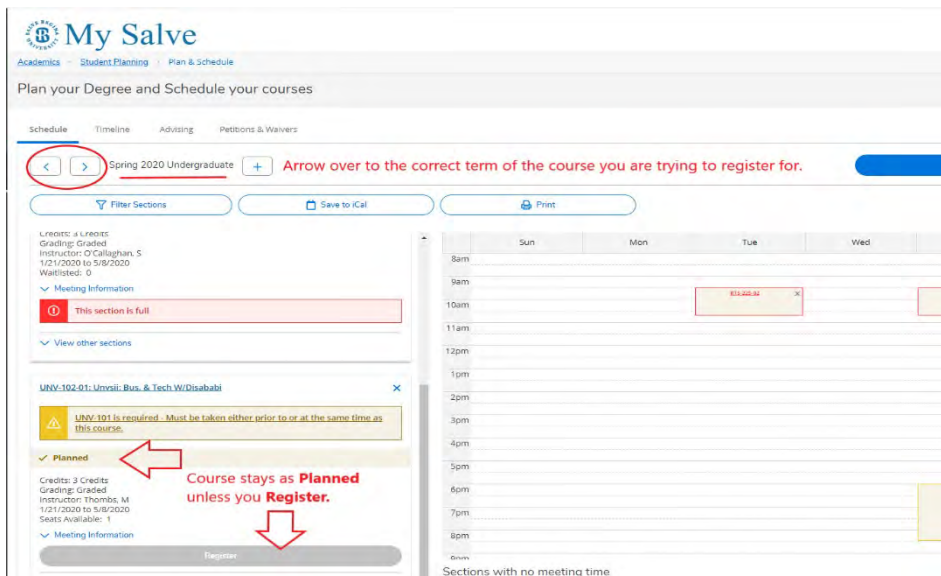 My Salve
Academics Student Planning Plan & Schedule
Plan your Degree and Schedule your courses
Schedule Timeline Advising Petitions & Waivers
< > Spring 2020 Undergraduate + Arrow over to the correct term of the course you are trying to register for.
Filter Sections Save to iCal Print
Credits: 3 Credits
Grading: Graded
Instructor: O'Callaghan, S
1/21/2020 to 5/8/2020
Waitlisted: 0
Meeting Information
This section is full
View other sections
UNV-102-01: Unvsii: Bus. & Tech W/Disababi
UNV-101 is required - Must be taken either prior to or at the same time as
this course.
Planned
Credits: 3 Credits
Grading: Graded
Instructor: Thombs, M
1/21/2020 to 5/8/2020
Seats Available: 1
Meeting Information
Register
Course stays as Planned
unless you Register.
Sun Mon Tue Wed
8am
9am
10am
11am
12pm
1pm
2pm
3pm
4pm
5pm
6pm
7pm
8pm
9pm
Sections with no meeting time